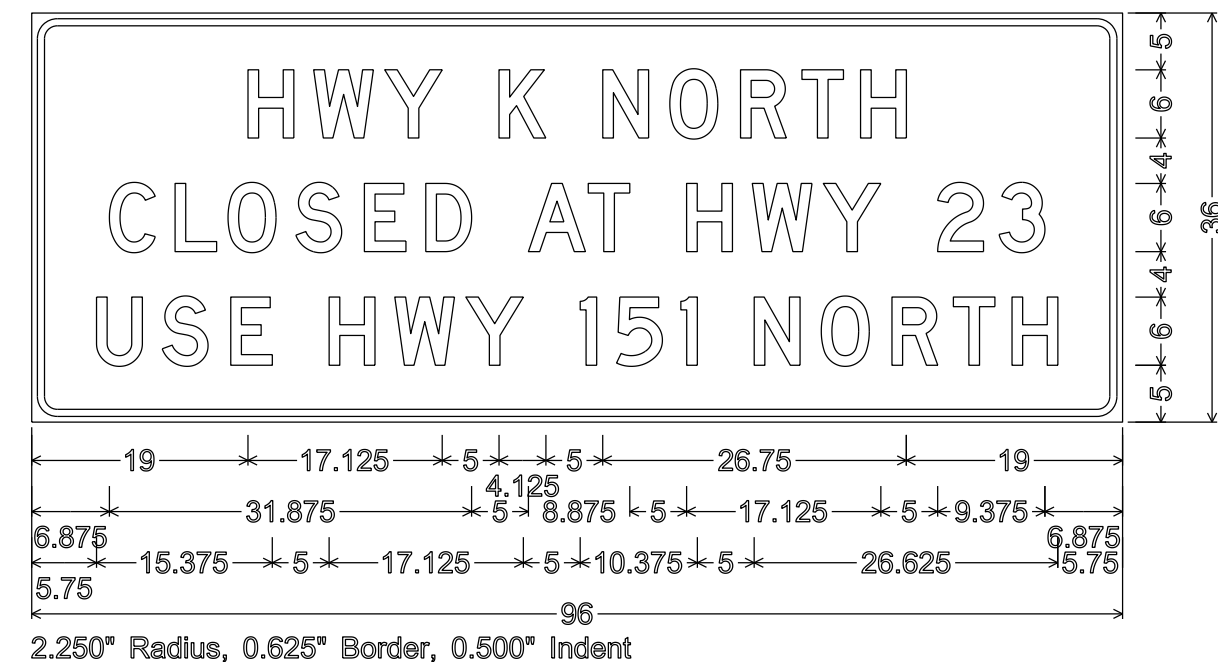 HWY K NORTH
CLOSED AT HWY 23
USE HWY 151 NORTH
5
6
4
6
4
6
5
36
19 17.125 5 4.125 5 26.75 19
6.875 31.875 5 8.875 5 17.125 5 9.375 6.875
5.75 15.375 5 17.125 5 10.375 5 26.625 5.75
96
2.250" Radius, 0.625" Border, 0.500" Indent